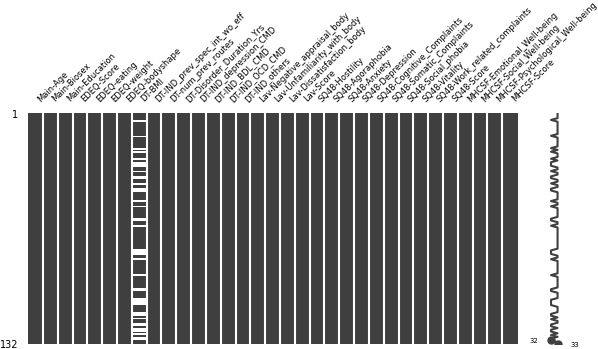 Main-Age
Main-Biosex
Main-Education
EDEQ-Score
EDEQ-eating
EDEQ-weight
EDEQ-bodyshape
DT-BMI
DT-IND_prev_spec_int_wo_eff
DT-num_prev_routes
DT-Disorder_Duration_Yrs
DT-IND_depression_CMD
DT-IND_BDL_CMD
DT-IND_OCD_CMD
DT-IND_others
Lav-Negative_appraisal_body
Lav-Unfamiliarity_with_body
Lav-Dissatisfaction_body
Lav-Score
SQ48-Hostility
SQ48-Agoraphobia
SQ48-Anxiety
SQ48-Depression
SQ48-Cognitive_Complaints
SQ48-Somatic_Complaints
SQ48-Social_phobia
SQ48-Vitality
SQ48-Work_related_complaints
SQ48-Score
MHCSF-Emotional_Well-being
MHCSF-Social_Well-being
MHCSF-Psychological_Well-being
MHCSF-Score
1
132
32
33